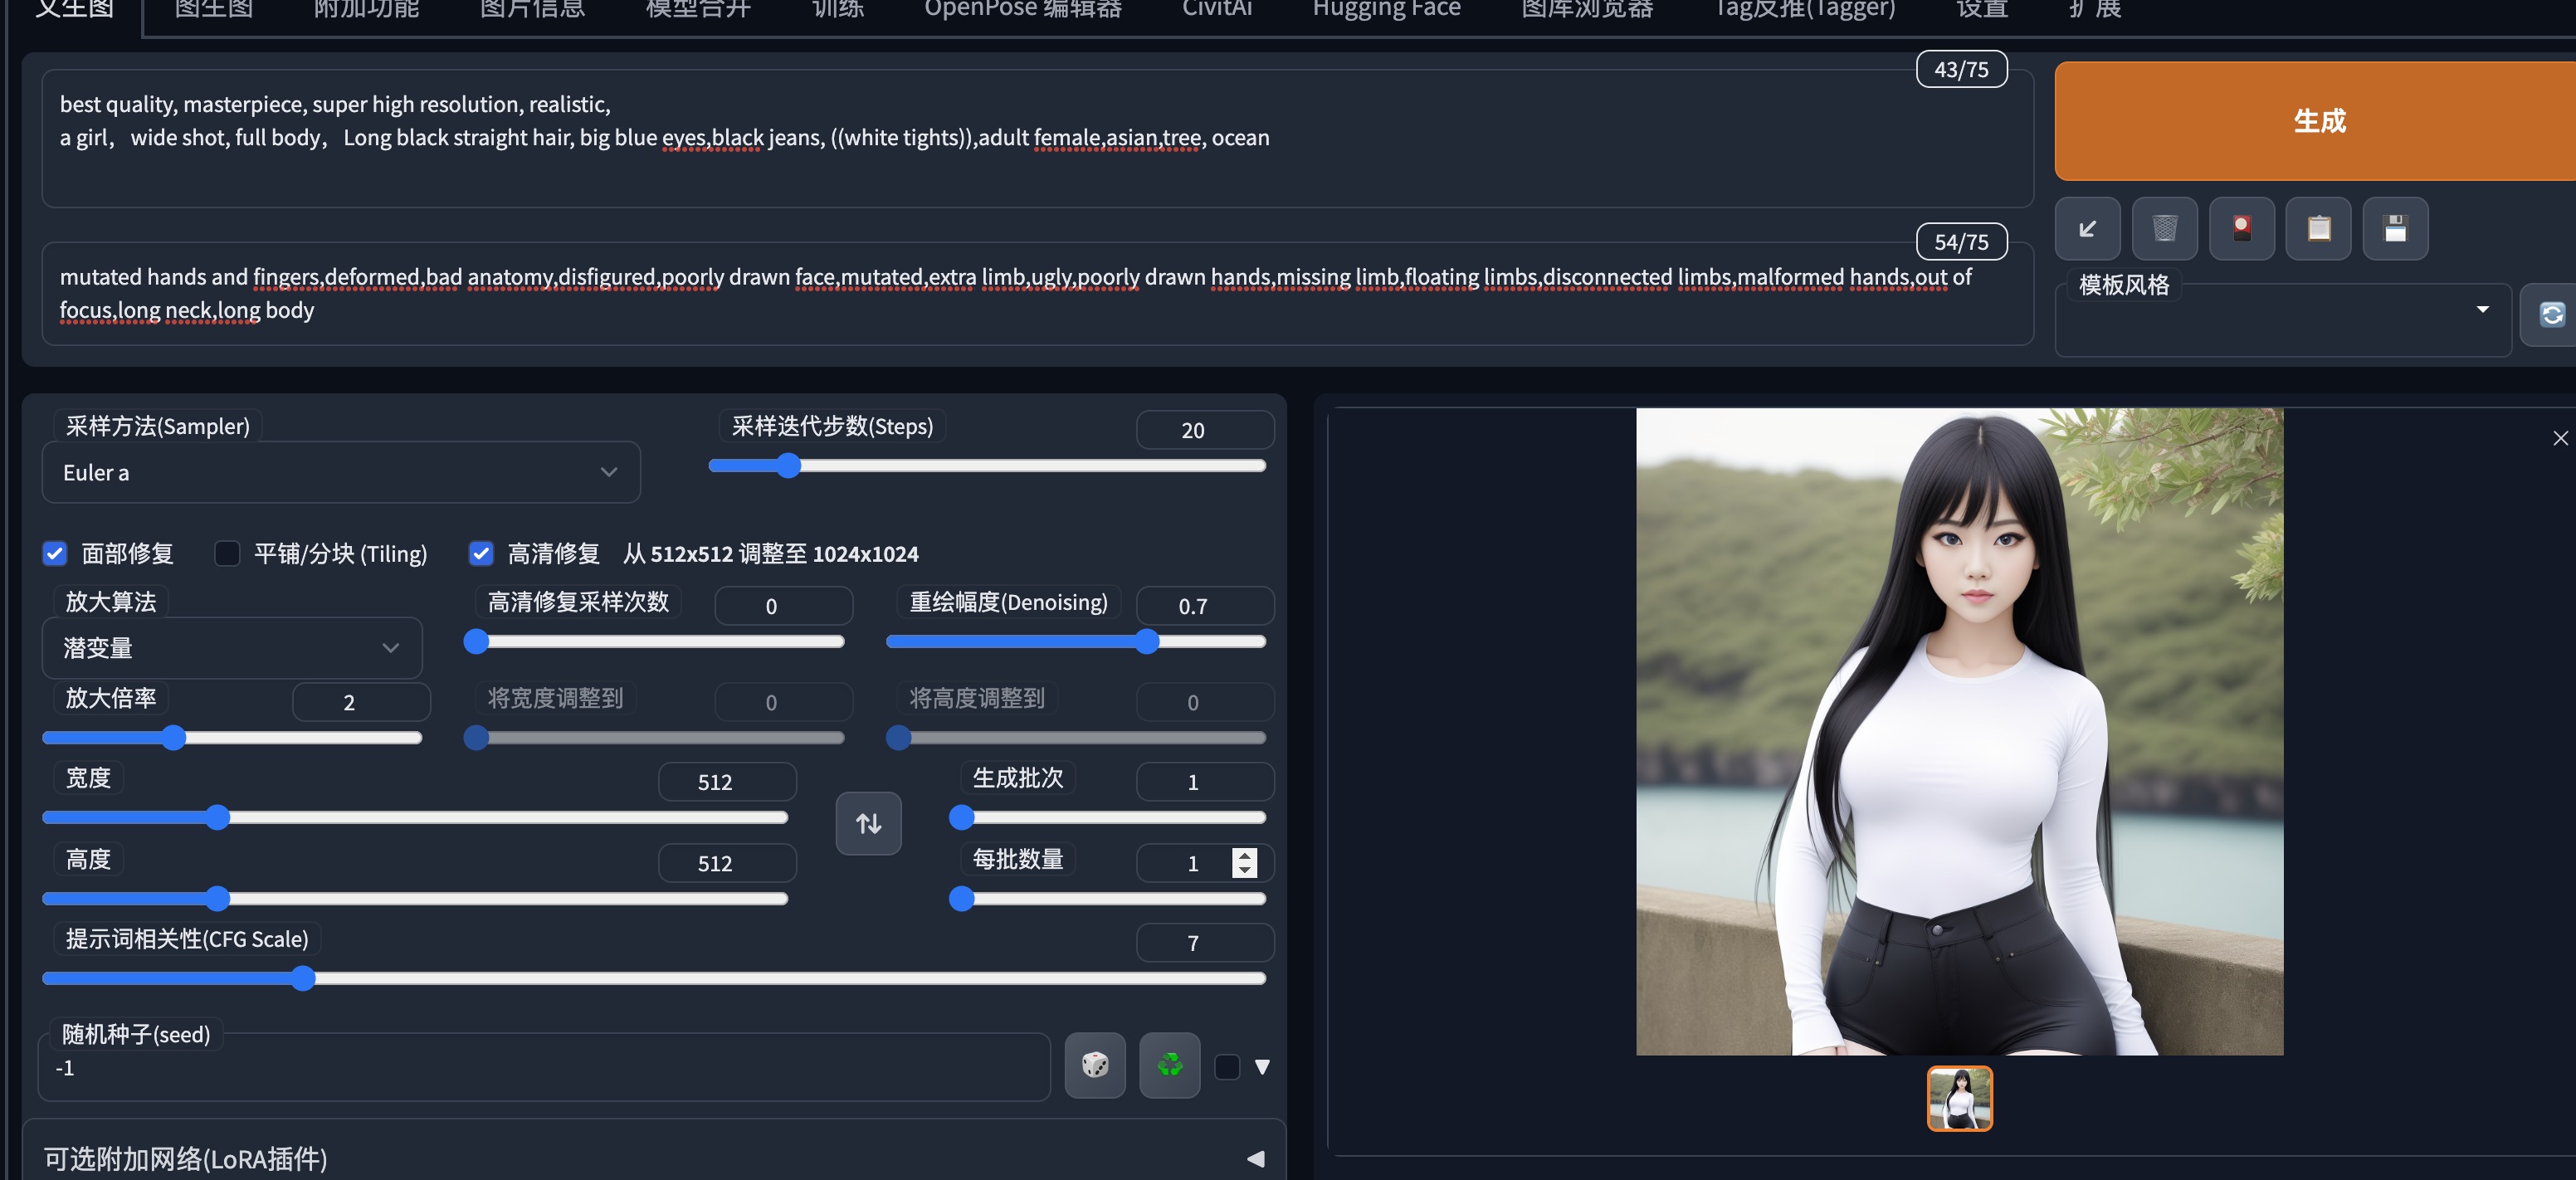 文生图 图生图 附加功能 图片信息 模型合并 训练 OpenPose 编辑器 CivitAi Hugging Face 图库浏览器 Tag反推(Tagger) 设置 扩展
43/75
best quality, masterpiece, super high resolution, realistic,
a girl， wide shot, full body， Long black straight hair, big blue eyes,black jeans, ((white tights)),adult female,asian,tree, ocean
生成
54/75
mutated hands and fingers,deformed,bad anatomy,disfigured,poorly drawn face,mutated,extra limb,ugly,poorly drawn hands,missing limb,floating limbs,disconnected limbs,malformed hands,out of
focus,long neck,long body
模板风格
采样方法(Sampler) 采样迭代步数(Steps) 20
Euler a
面部修复 平铺/分块 (Tiling) 高清修复 从 512x512 调整至 1024x1024
放大算法 高清修复采样次数 0 重绘幅度(Denoising) 0.7
潜变量
放大倍率 2 将宽度调整到 0 将高度调整到 0
宽度 512 生成批次 1
高度 512 每批数量 1
提示词相关性(CFG Scale) 7
随机种子(seed)
-1
可选附加网络(LoRA插件)